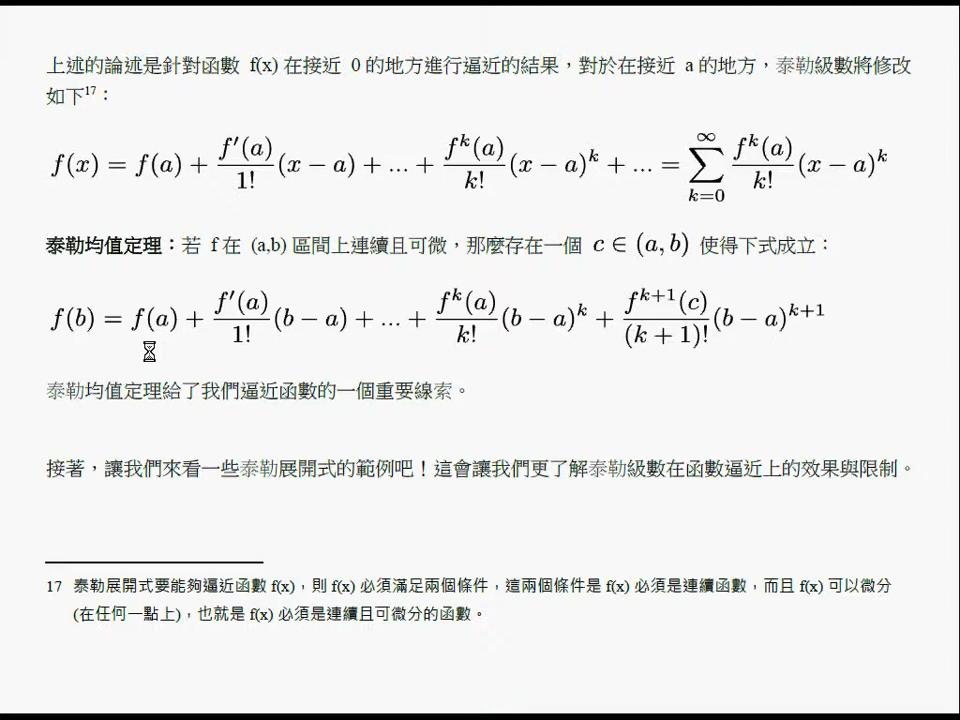 上述的論述是針對函數 f(x) 在接近 0 的地方進行逼近的結果，對於在接近 a 的地方，泰勒級數將修改
如下17：
f(x) = f(a) + f′(a)/1! (x − a) + ... + f^k(a)/k! (x − a)^k + ... = ∑_{k=0}^{∞} f^k(a)/k! (x − a)^k
泰勒均值定理：若 f 在 (a,b) 區間上連續且可微，那麼存在一個 c ∈ (a, b) 使得下式成立：
f(b) = f(a) + f′(a)/1! (b − a) + ... + f^k(a)/k! (b − a)^k + f^{k+1}(c)/(k + 1)! (b − a)^{k+1}
泰勒均值定理給了我們逼近函數的一個重要線索。
接著，讓我們來看一些泰勒展開式的範例吧！這會讓我們更了解泰勒級數在函數逼近上的效果與限制。
17 泰勒展開式要能夠逼近函數 f(x)，則 f(x) 必須滿足兩個條件，這兩個條件是 f(x) 必須是連續函數，而且 f(x) 可以微分
(在任何一點上)，也就是 f(x) 必須是連續且可微分的函數。